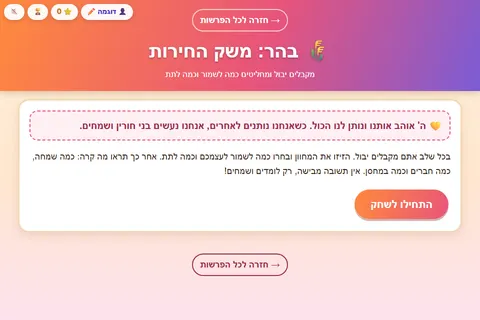 דוגמה
0
→ חזרה לכל הפרשות
בהר: משק החירות
מקבלים יבול ומחליטים כמה לשמור וכמה לתת
ה' אוהב אותנו ונותן לנו הכול. כשאנחנו נותנים לאחרים, אנחנו נעשים בני חורין ושמחים.
בכל שלב אתם מקבלים יבול. הזיזו את המחוון ובחרו כמה לשמור לעצמכם וכמה לתת. אחר כך תראו מה קרה: כמה שמחה,
כמה חברים וכמה במחסן. אין תשובה מבישה, רק לומדים ושמחים!
התחילו לשחק
→ חזרה לכל הפרשות